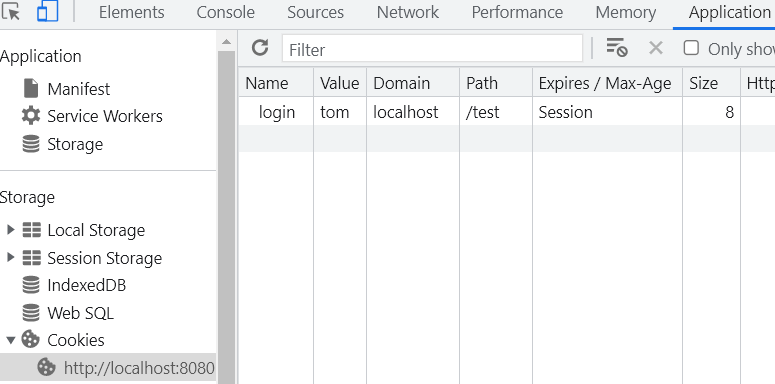 Elements Console Sources Network Performance Memory Application
Application
Manifest
Service Workers
Storage
Storage
Local Storage
Session Storage
IndexedDB
Web SQL
Cookies
http://localhost:8080
Filter Only show
Name Value Domain Path Expires / Max-Age Size Http
login tom localhost /test Session 8